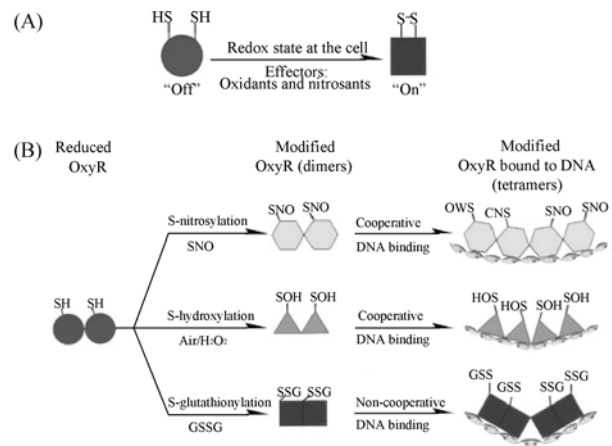 (A)
HS SH
Redox state at the cell
Effectors:
Oxidants and nitrosants
"Off"
S-S
"On"
(B)
Reduced
OxyR
Modified
OxyR (dimers)
Modified
OxyR bound to DNA
(tetramers)
S-nitrosylation
SNO
SNO SNO
Cooperative
DNA binding
OWS CNS SNO SNO
SH SH
S-hydroxylation
Air/H₂O₂
SOH SOH
Cooperative
DNA binding
HOS HOS SOH SOH
S-glutathionylation
GSSG
SSG SSG
Non-cooperative
DNA binding
GSS GSS SSG SSG